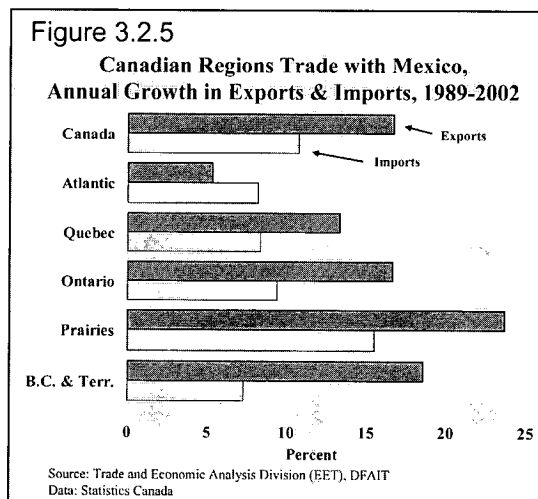 Figure 3.2.5
Canadian Regions Trade with Mexico,
Annual Growth in Exports & Imports, 1989-2002
Canada
Exports
Imports
Atlantic
Quebec
Ontario
Prairies
B.C. & Terr.
0 5 10 15 20 25
Percent
Source: Trade and Economic Analysis Division (EET), DFAIT
Data: Statistics Canada